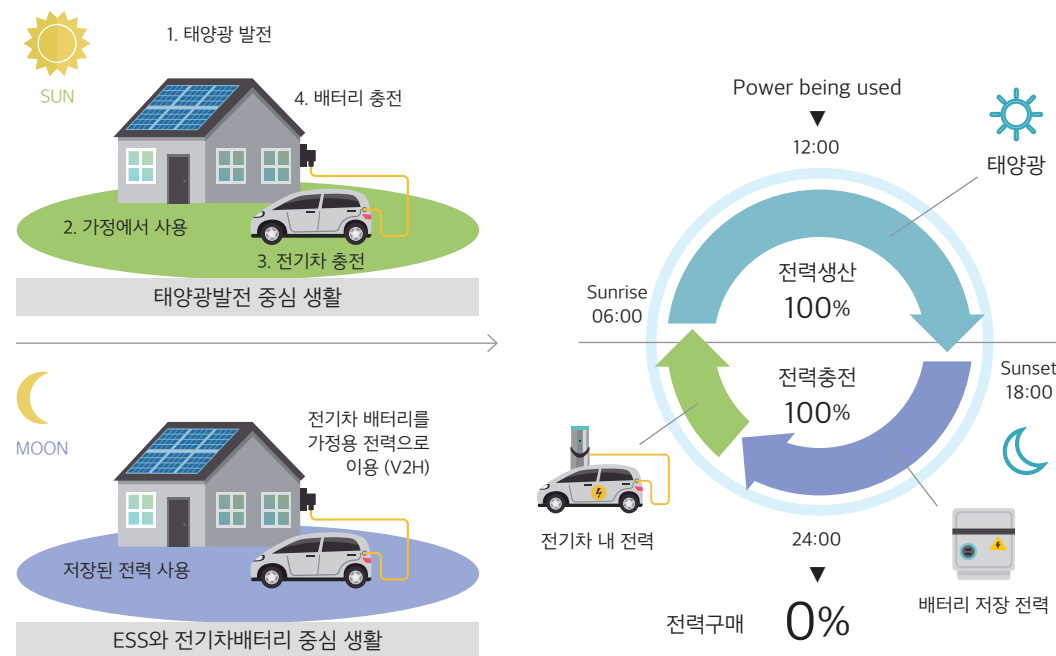 SUN
1. 태양광 발전
4. 배터리 충전
2. 가정에서 사용
3. 전기차 충전
태양광발전 중심 생활
MOON
전기차 배터리를
가정용 전력으로
이용 (V2H)
저장된 전력 사용
ESS와 전기차배터리 중심 생활
Power being used
▼
12:00
태양광
전력생산
100%
Sunrise
06:00
전력충전
100%
Sunset
18:00
전기차 내 전력
24:00
▼
배터리 저장 전력
전력구매 0%